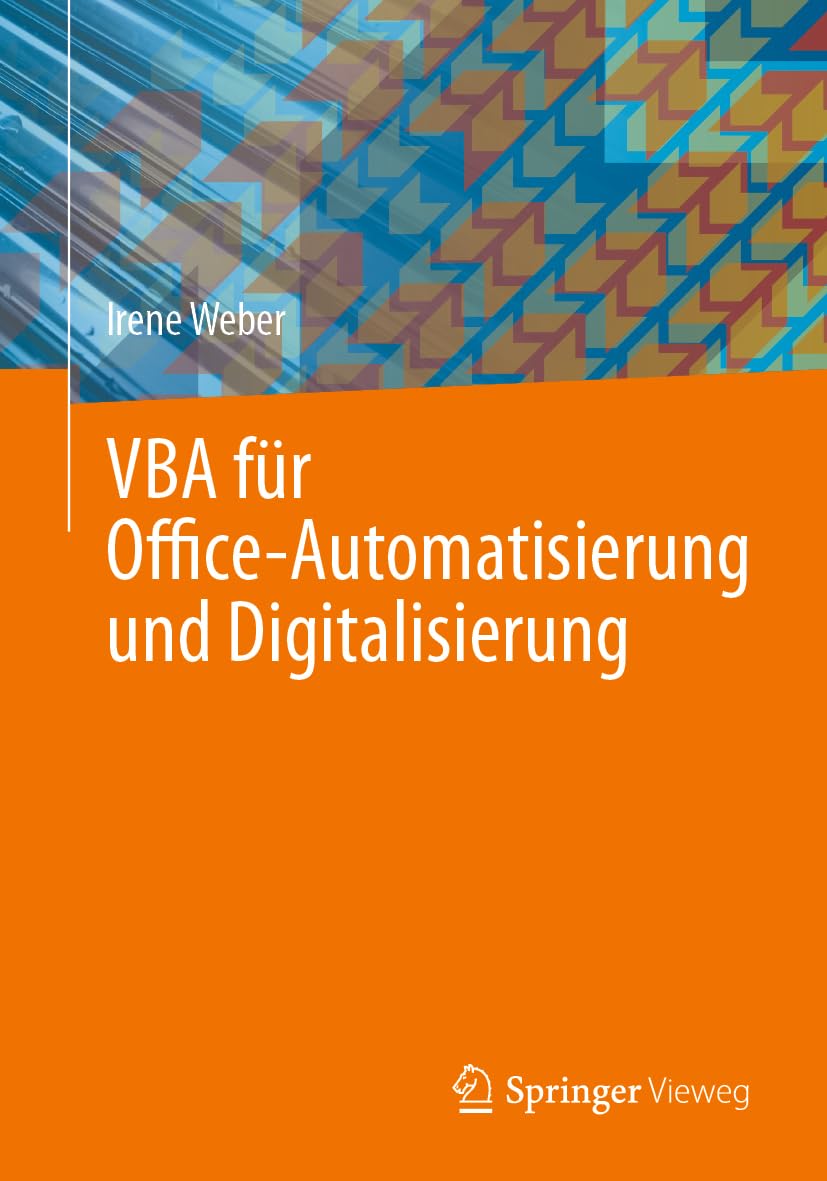 Irene Weber
VBA für
Office-Automatisierung
und Digitalisierung
Springer Vieweg